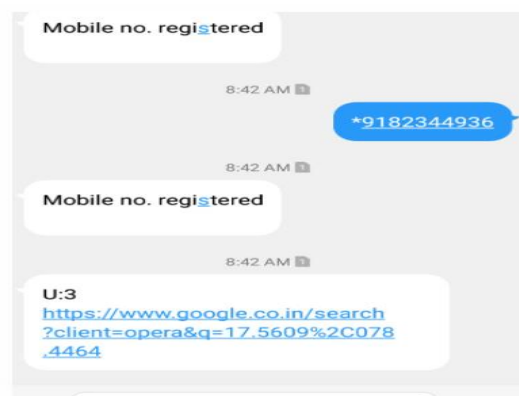 Mobile no. registered
8:42 AM
*9182344936
8:42 AM
Mobile no. registered
8:42 AM
U:3
https://www.google.co.in/search
?client=opera&q=17.5609%2C078
.4464